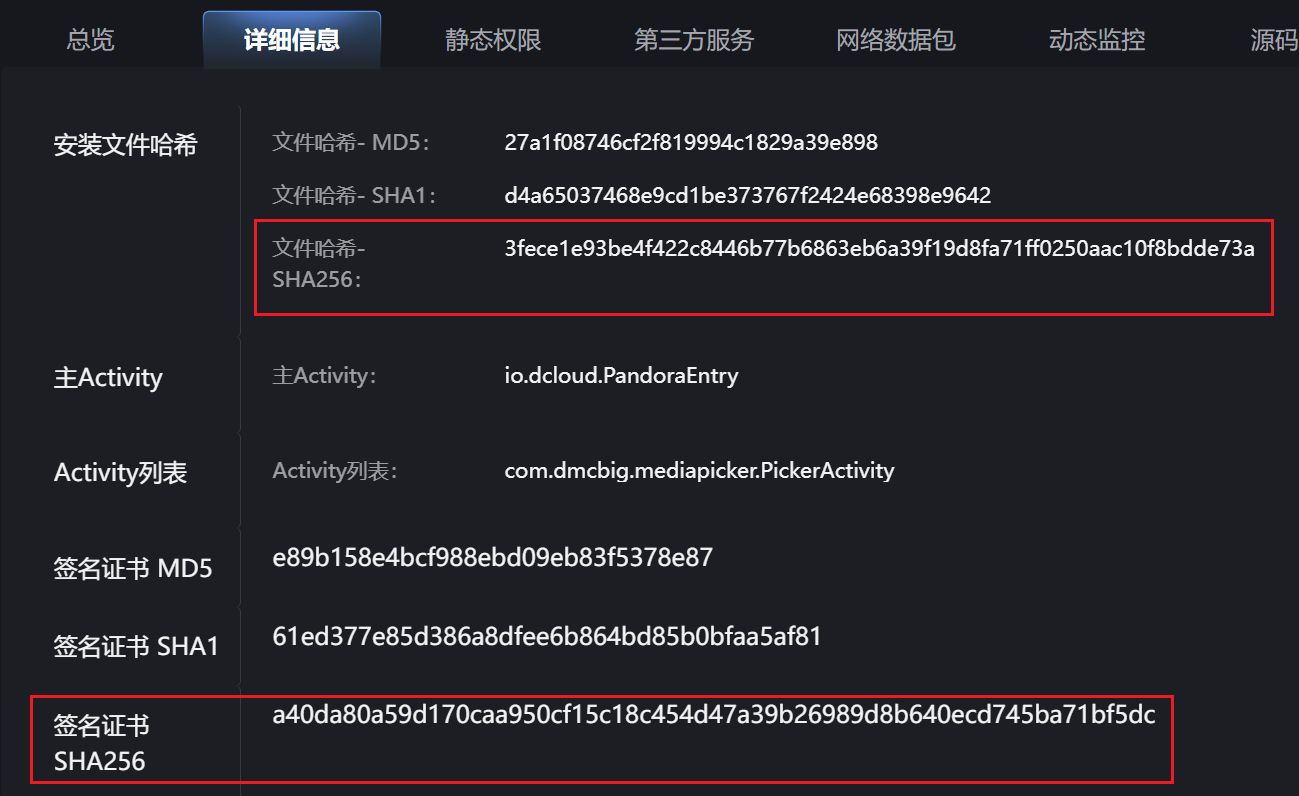 总览 详细信息 静态权限 第三方服务 网络数据包 动态监控 源码
安装文件哈希 文件哈希- MD5: 27a1f08746cf2f819994c1829a39e898
文件哈希- SHA1: d4a65037468e9cd1be373767f2424e68398e9642
文件哈希- 3fece1e93be4f422c8446b77b6863eb6a39f19d8fa71ff0250aac10f8bdde73a
SHA256:
主Activity 主Activity: io.dcloud.PandoraEntry
Activity列表 Activity列表: com.dmcbig.mediapicker.PickerActivity
签名证书 MD5 e89b158e4bcf988ebd09eb83f5378e87
签名证书 SHA1 61ed377e85d386a8dfee6b864bd85b0bfaa5af81
签名证书 a40da80a59d170caa950cf15c18c454d47a39b26989d8b640ecd745ba71bf5dc
SHA256